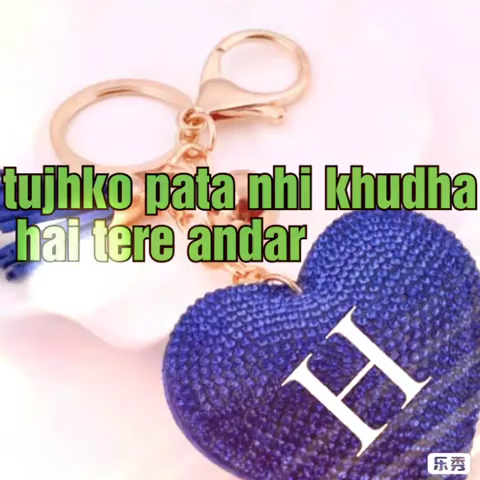 tujhko pata nhi khudha
hai tere andar
H
乐秀